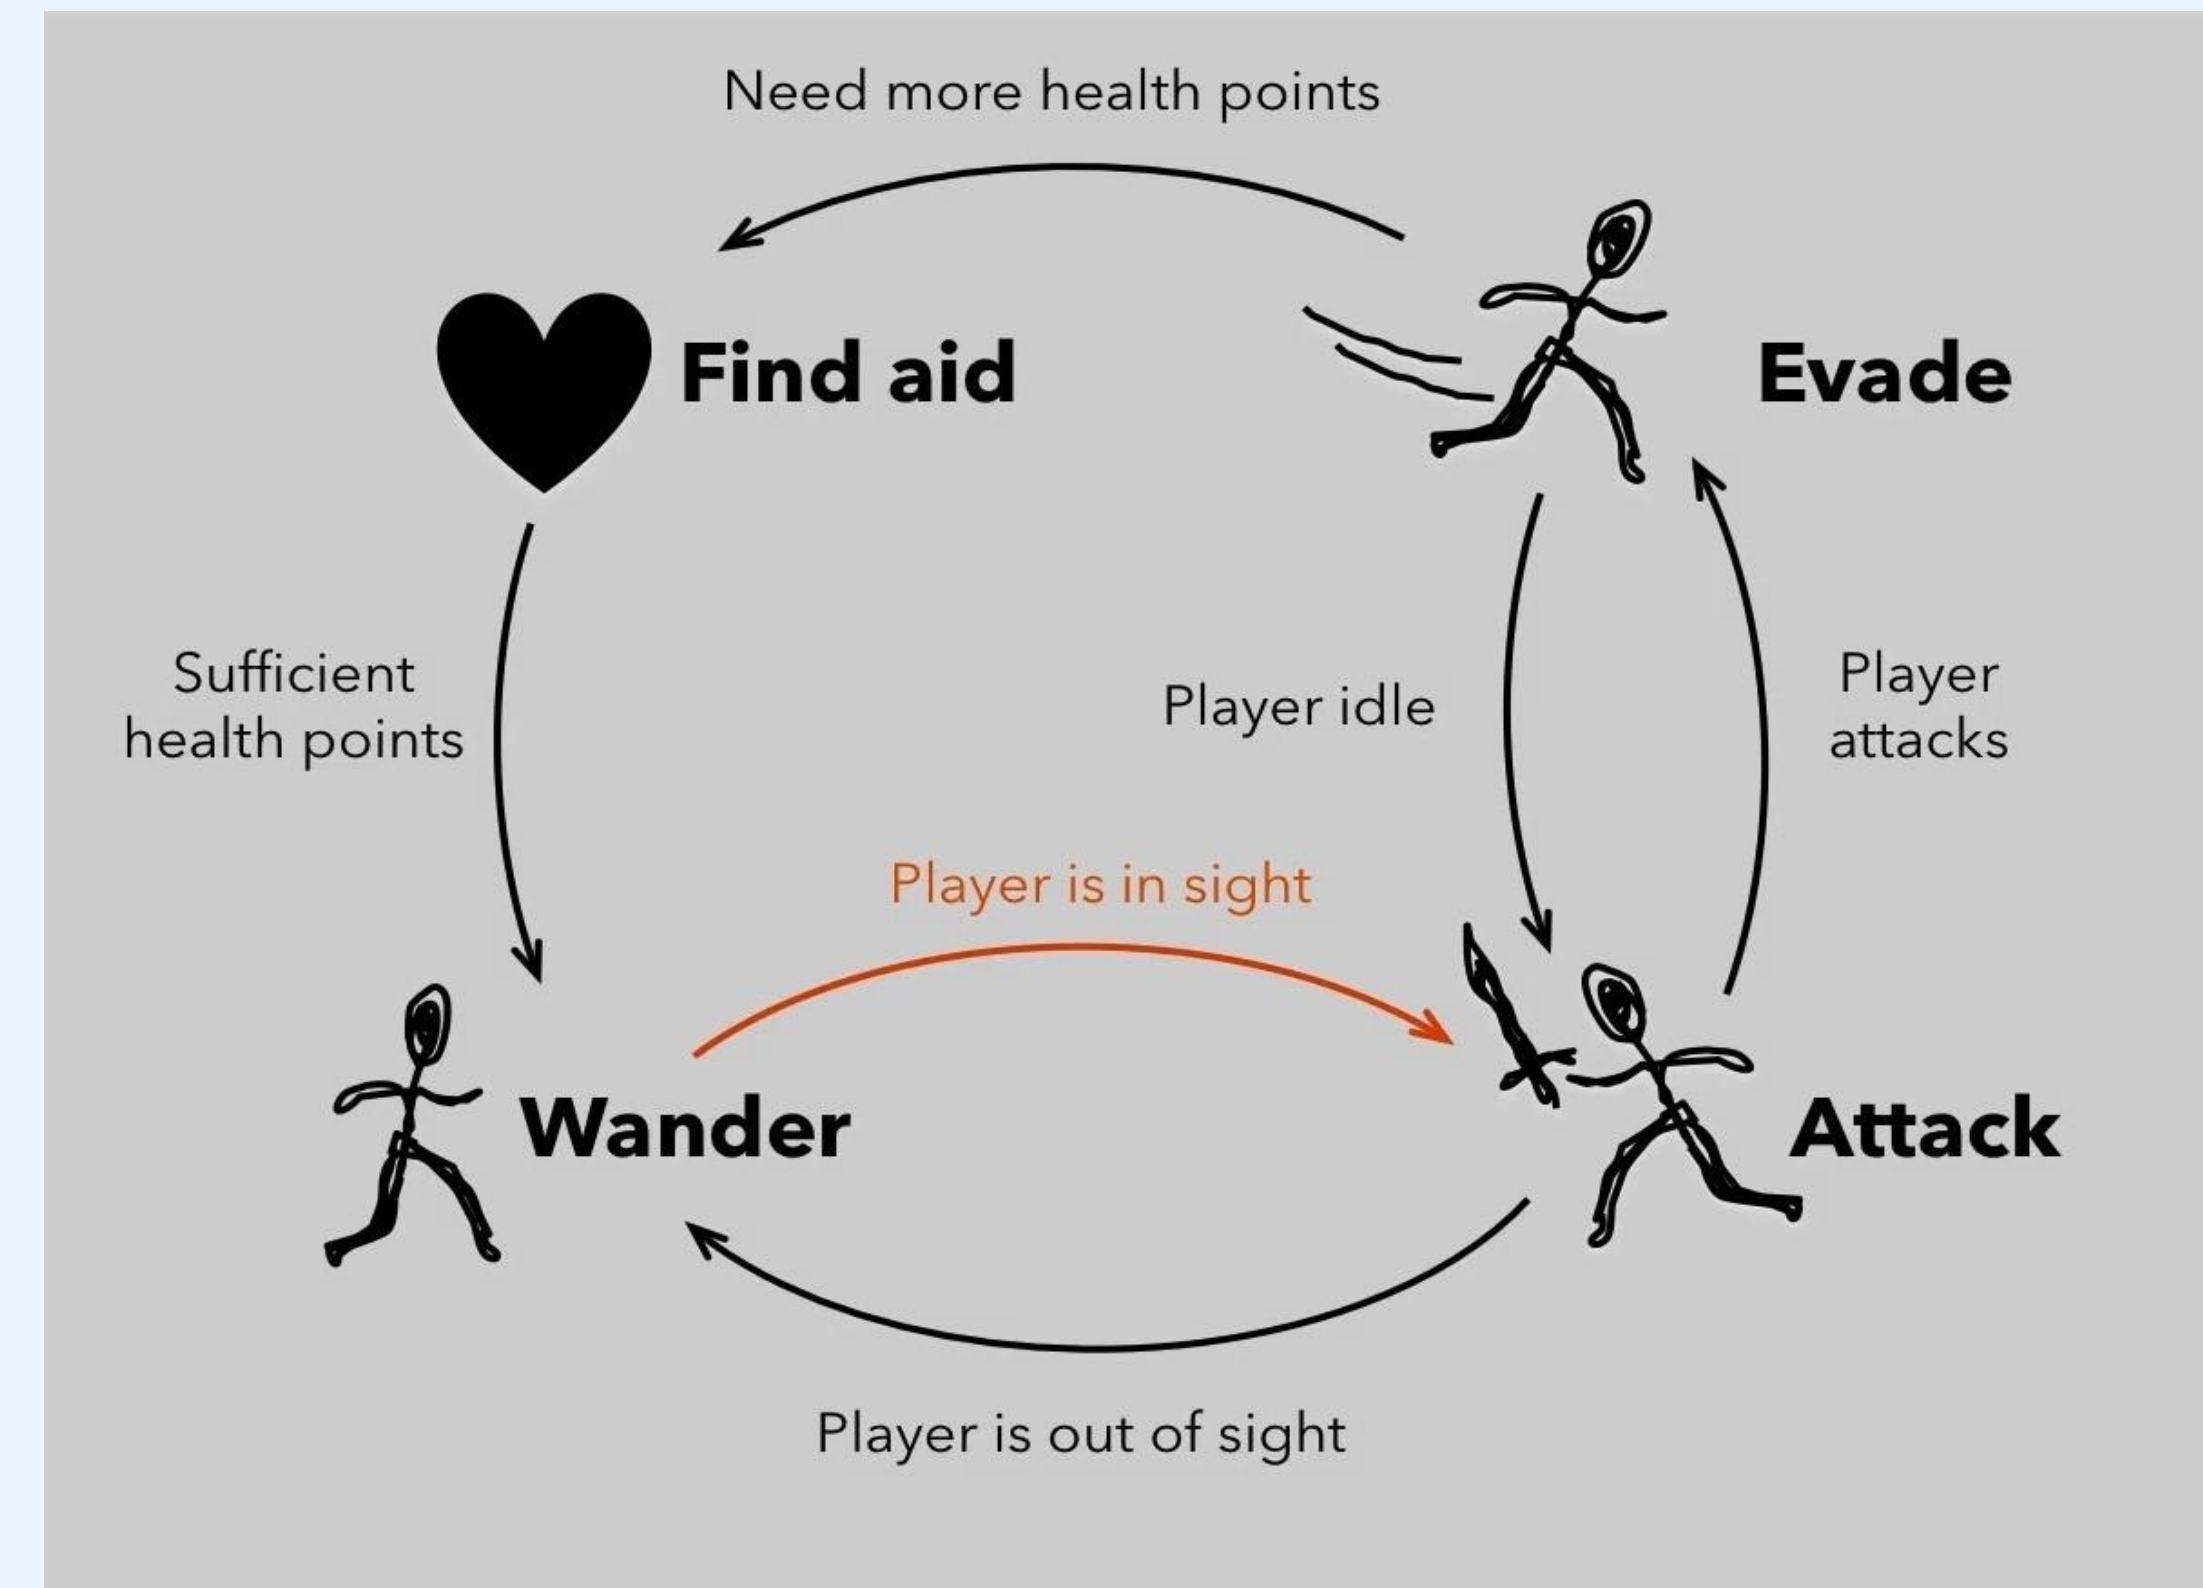 Need more health points
Find aid
Evade
Sufficient
health points
Player idle
Player
attacks
Player is in sight
Wander
Attack
Player is out of sight